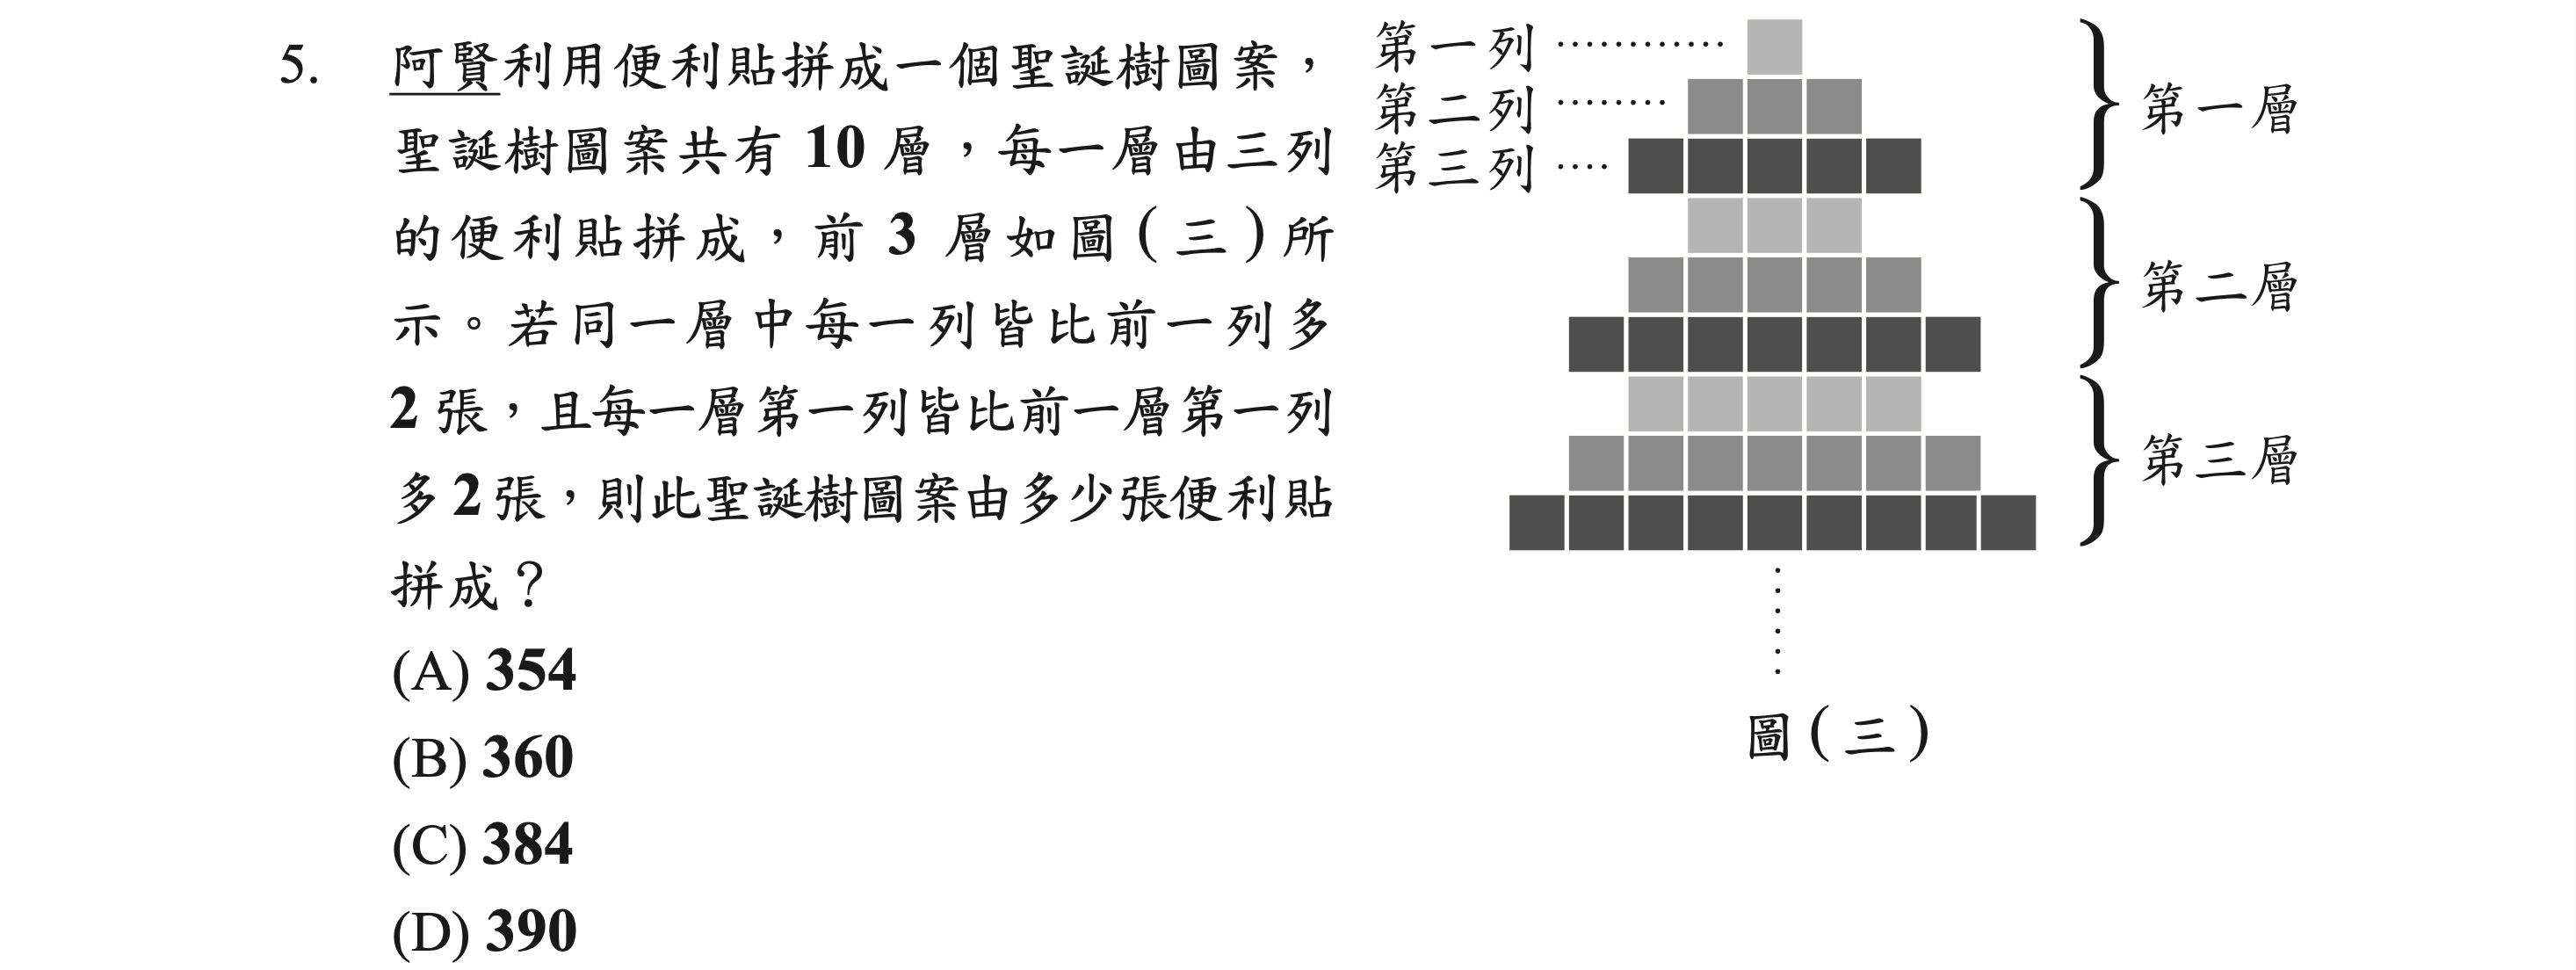 5. 阿賢利用便利貼拼成一個聖誕樹圖案，
聖誕樹圖案共有 10 層，每一層由三列
的便利貼拼成，前 3 層如圖(三)所
示。若同一層中每一列皆比前一列多
2 張，且每一層第一列皆比前一層第一列
多 2 張，則此聖誕樹圖案由多少張便利貼
拼成？
(A) 354
(B) 360
(C) 384
(D) 390
第一列 …………
第二列 ……
第三列 …
第一層
第二層
第三層
圖(三)